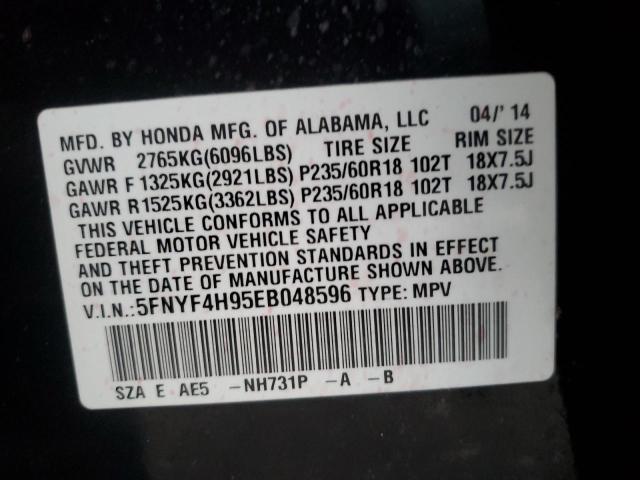 MFD. BY HONDA MFG. OF ALABAMA, LLC 04/' 14
GVWR 2765KG(6096LBS) TIRE SIZE RIM SIZE
GAWR F 1325KG(2921LBS) P235/60R18 102T 18X7.5J
GAWR R1525KG(3362LBS) P235/60R18 102T 18X7.5J
THIS VEHICLE CONFORMS TO ALL APPLICABLE
FEDERAL MOTOR VEHICLE SAFETY
AND THEFT PREVENTION STANDARDS IN EFFECT
ON THE DATE OF MANUFACTURE SHOWN ABOVE.
V.I.N.:5FNYF4H95EB048596 TYPE: MPV
SZA E AE5 -NH731P -A -B